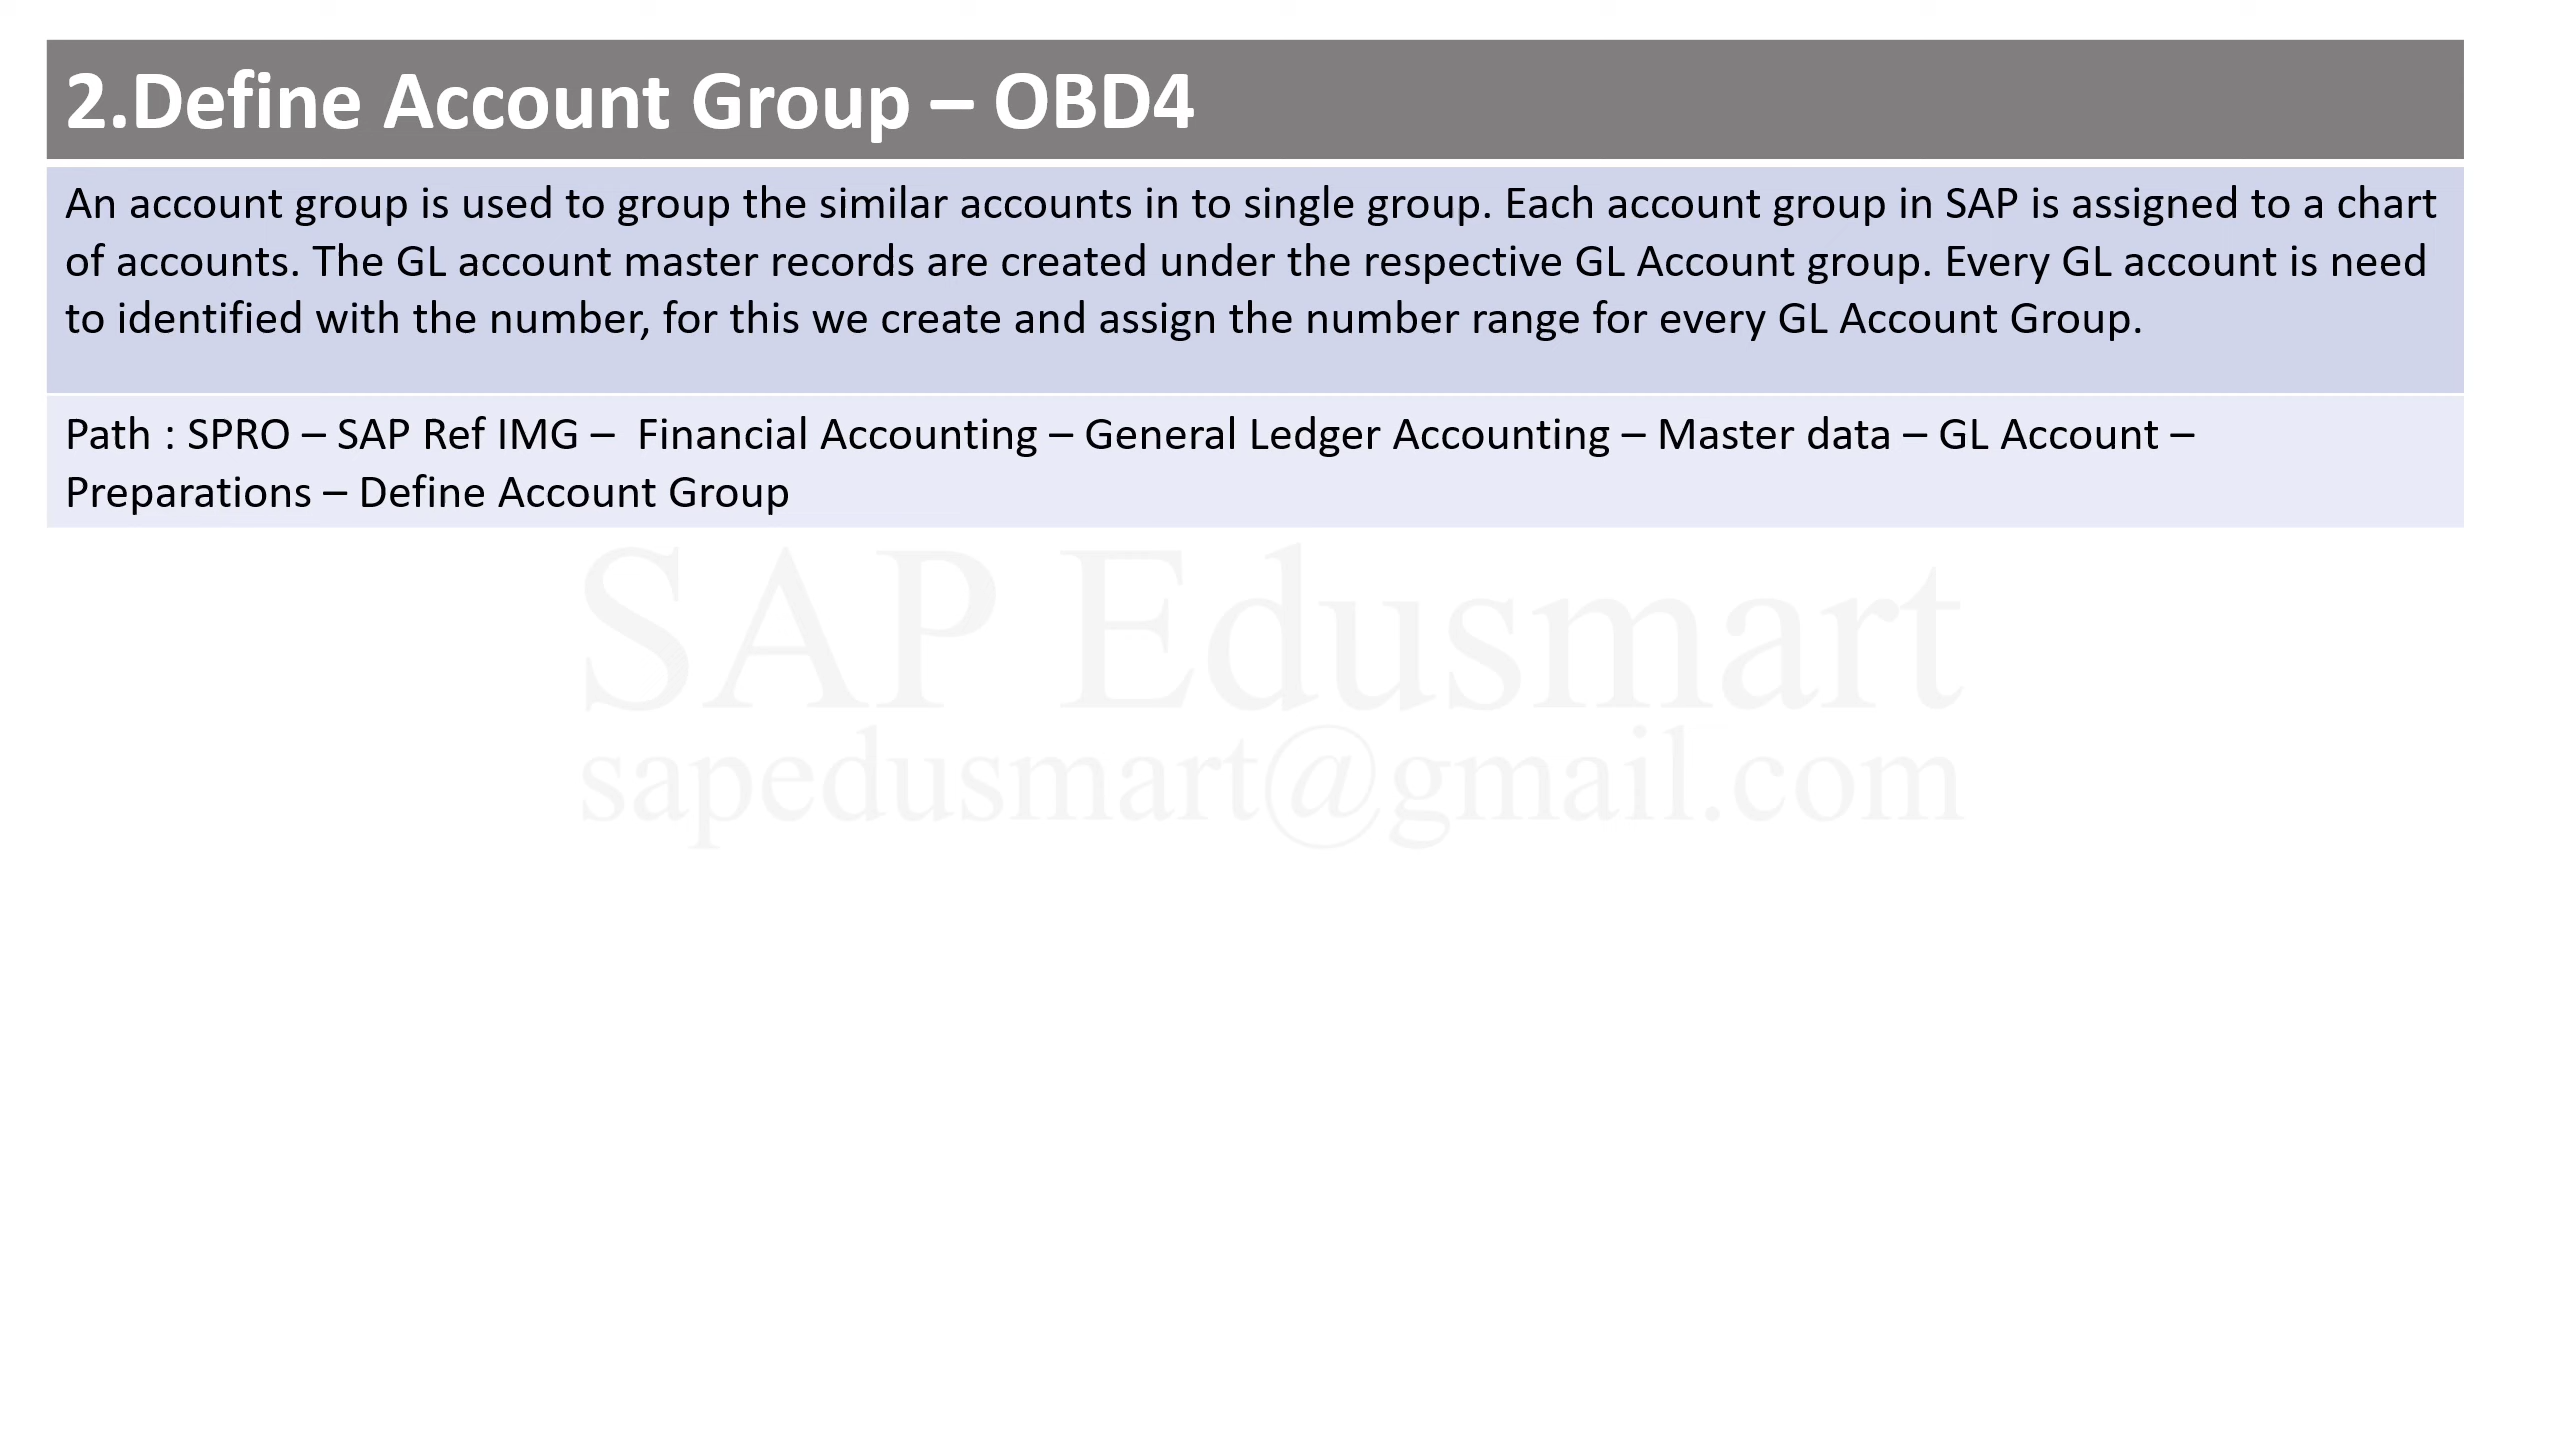 2.Define Account Group – OBD4
An account group is used to group the similar accounts in to single group. Each account group in SAP is assigned to a chart
of accounts. The GL account master records are created under the respective GL Account group. Every GL account is need
to identified with the number, for this we create and assign the number range for every GL Account Group.
Path : SPRO – SAP Ref IMG –  Financial Accounting – General Ledger Accounting – Master data – GL Account –
Preparations – Define Account Group
SAP Edusmart
sapedusmart@gmail.com